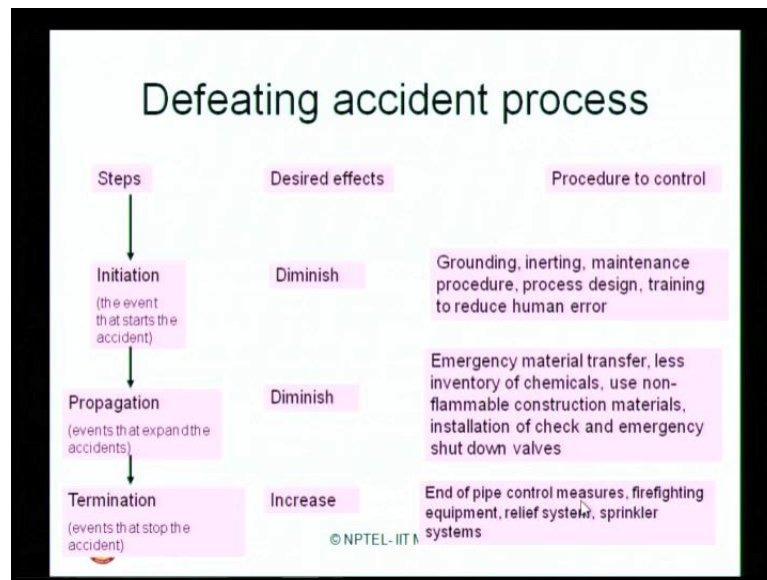 Defeating accident process
Steps
Desired effects
Procedure to control
Initiation
(the event
that starts the
accident)
Diminish
Grounding, inerting, maintenance
procedure, process design, training
to reduce human error
Propagation
(events that expand the
accidents)
Diminish
Emergency material transfer, less
inventory of chemicals, use non-
flammable construction materials,
installation of check and emergency
shut down valves
Termination
(events that stop the
accident)
Increase
End of pipe control measures, firefighting
equipment, relief system, sprinkler
systems
© NPTEL- IIT M